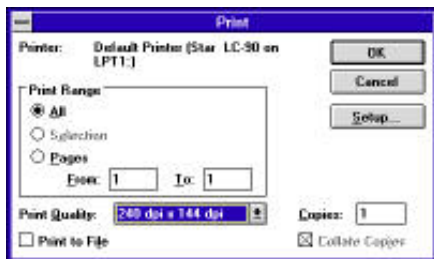 Print
Printer: Default Printer (Star LC-90 on LPT1:)
OK
Cancel
Setup...
Print Range
All
Selection
Pages
From: 1 To: 1
Print Quality: 240 dpi x 144 dpi
Copies: 1
Print to File
Collate Copies